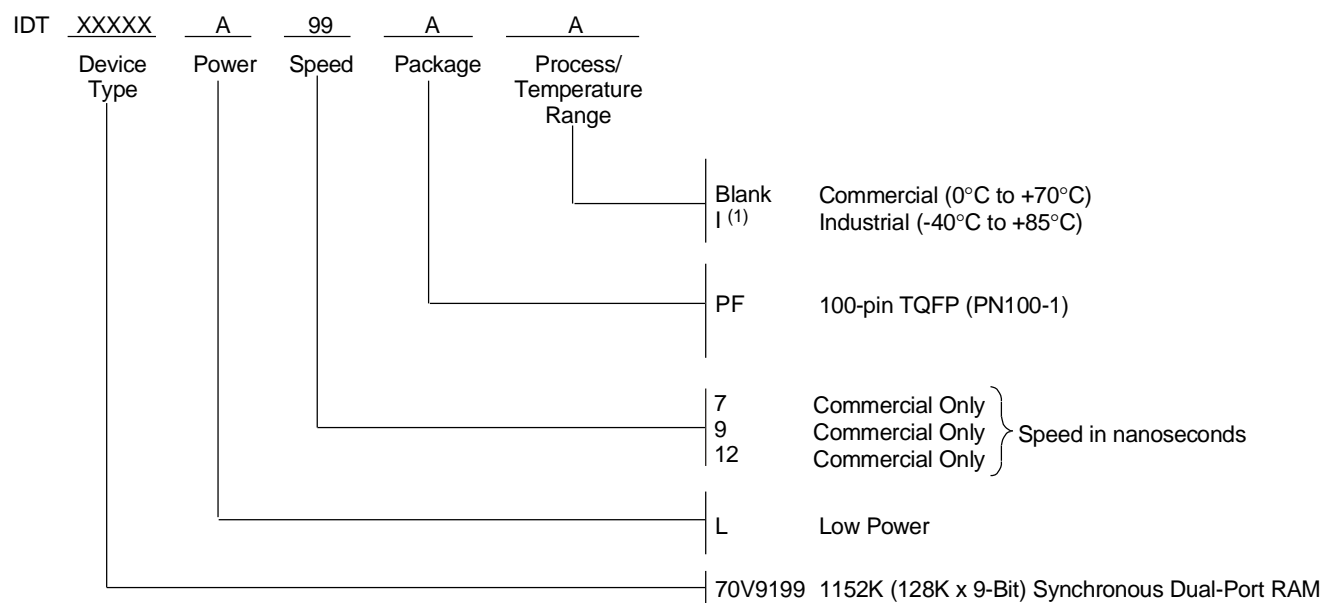 IDT XXXXX A 99 A A
Device Type Power Speed Package Process/ Temperature Range
Blank Commercial (0°C to +70°C)
I (1) Industrial (-40°C to +85°C)
PF 100-pin TQFP (PN100-1)
7 Commercial Only
9 Commercial Only Speed in nanoseconds
12 Commercial Only
L Low Power
70V9199 1152K (128K x 9-Bit) Synchronous Dual-Port RAM